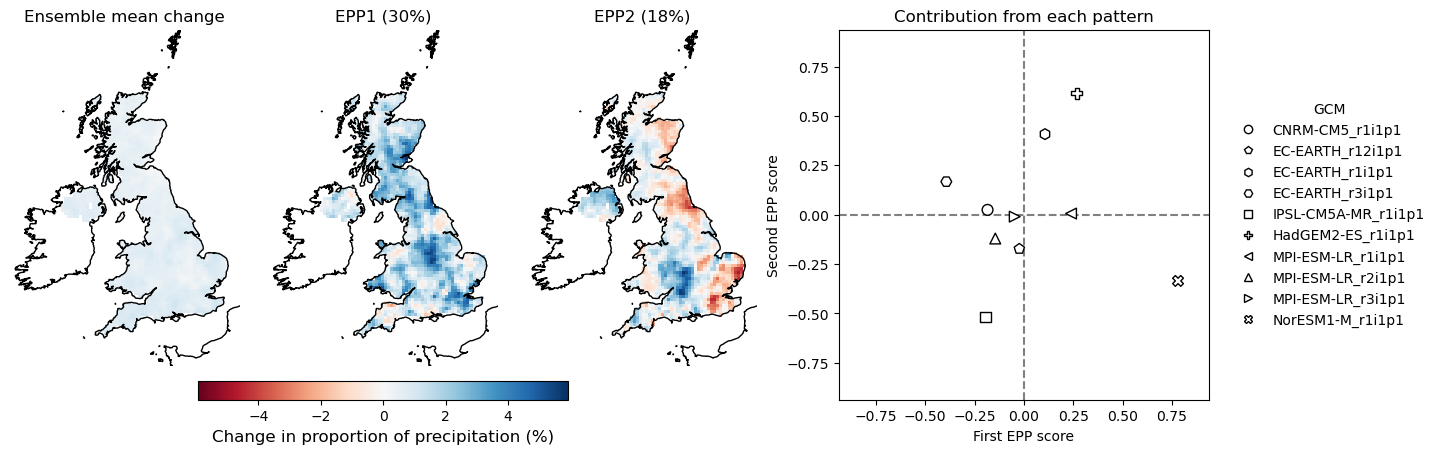 Ensemble mean change
EPP1 (30%)
EPP2 (18%)
−4 −2 0 2 4
Change in proportion of precipitation (%)
Contribution from each pattern
0.75
0.50
0.25
0.00
−0.25
−0.50
−0.75
Second EPP score
−0.75 −0.50 −0.25 0.00 0.25 0.50 0.75
First EPP score
GCM
CNRM-CM5_r1i1p1
EC-EARTH_r12i1p1
EC-EARTH_r1i1p1
EC-EARTH_r3i1p1
IPSL-CM5A-MR_r1i1p1
HadGEM2-ES_r1i1p1
MPI-ESM-LR_r1i1p1
MPI-ESM-LR_r2i1p1
MPI-ESM-LR_r3i1p1
NorESM1-M_r1i1p1